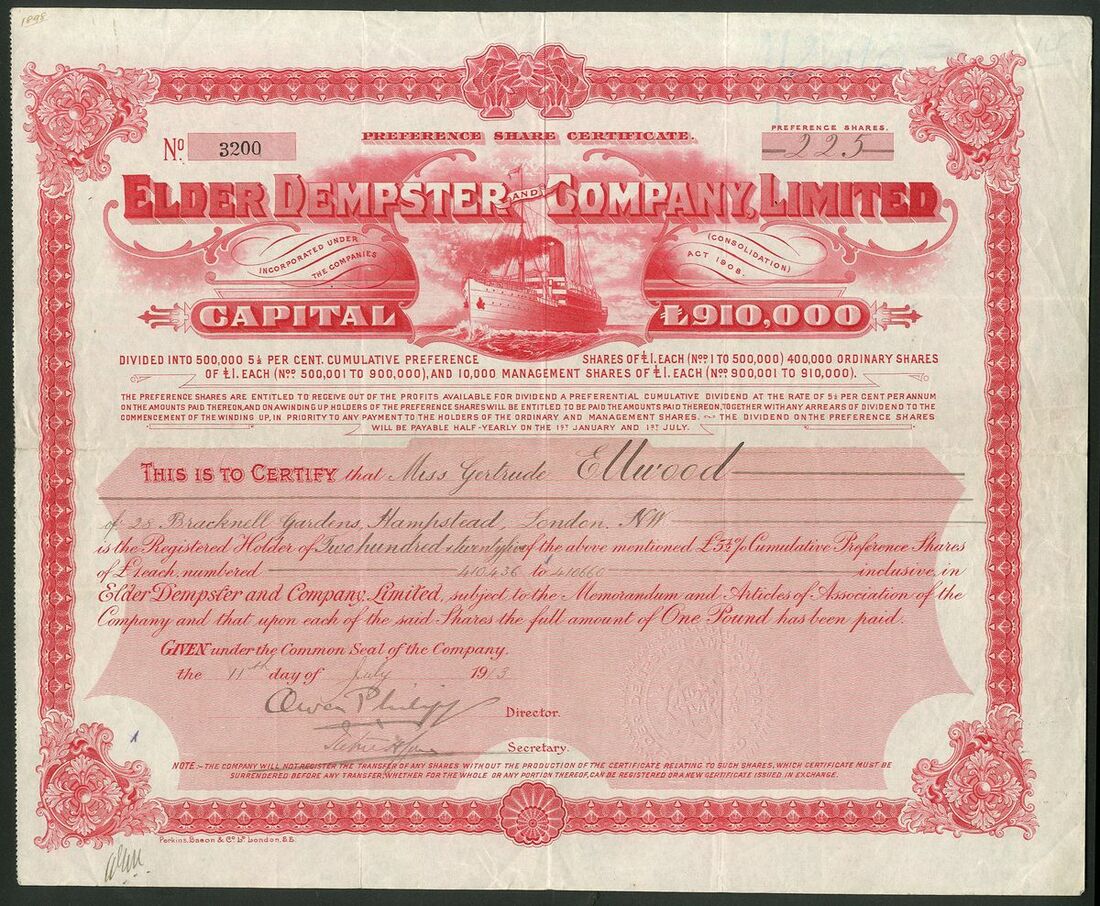 1898
PREFERENCE SHARE CERTIFICATE.
No. 3200
PREFERENCE SHARES.
225
ELDER DEMPSTER AND COMPANY, LIMITED
INCORPORATED UNDER THE COMPANIES
(CONSOLIDATION) ACT 1908.
CAPITAL £910,000
DIVIDED INTO 500,000 5½ PER CENT. CUMULATIVE PREFERENCE SHARES OF £1. EACH (Nos. 1 TO 500,000) 400,000 ORDINARY SHARES
OF £1. EACH (Nos. 500,001 TO 900,000), AND 10,000 MANAGEMENT SHARES OF £1. EACH (Nos. 900,001 TO 910,000).
THE PREFERENCE SHARES ARE ENTITLED TO RECEIVE OUT OF THE PROFITS AVAILABLE FOR DIVIDEND A PREFERENTIAL CUMULATIVE DIVIDEND AT THE RATE OF 5½ PER CENT PER ANNUM
ON THE AMOUNTS PAID THEREON, AND ON A WINDING UP HOLDERS OF THE PREFERENCE SHARES WILL BE ENTITLED TO BE PAID THE AMOUNTS PAID THEREON, TOGETHER WITH ANY ARREARS OF DIVIDEND TO THE
COMMENCEMENT OF THE WINDING UP, IN PRIORITY TO ANY PAYMENT TO THE HOLDERS OF THE ORDINARY AND MANAGEMENT SHARES. THE DIVIDEND ON THE PREFERENCE SHARES
WILL BE PAYABLE HALF-YEARLY ON THE 1ST JANUARY AND 1ST JULY.
THIS IS TO CERTIFY that Miss Gertrude Ellwood
of 28 Bracknell Gardens, Hampstead, London. NW
is the Registered Holder of Two hundred & twenty five of the above mentioned £5½% Cumulative Preference Shares
of £1. each, numbered 410436 to 410660 inclusive, in
Elder Dempster and Company, Limited, subject to the Memorandum and Articles of Association of the
Company and that upon each of the said Shares the full amount of One Pound has been paid.
GIVEN under the Common Seal of the Company.
the 11th day of July 1913
Owen Philipps
Director.
Secretary.
NOTE:- THE COMPANY WILL NOT REGISTER THE TRANSFER OF ANY SHARES WITHOUT THE PRODUCTION OF THE CERTIFICATE RELATING TO SUCH SHARES, WHICH CERTIFICATE MUST BE
SURRENDERED BEFORE ANY TRANSFER, WHETHER FOR THE WHOLE OR ANY PORTION THEREOF, CAN BE REGISTERED OR A NEW CERTIFICATE ISSUED IN EXCHANGE.
Perkins, Bacon & Co. Ld. London, E.C.